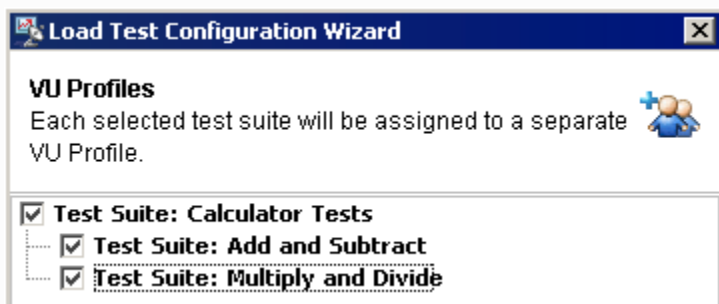 Load Test Configuration Wizard
VU Profiles
Each selected test suite will be assigned to a separate
VU Profile.
Test Suite: Calculator Tests
Test Suite: Add and Subtract
Test Suite: Multiply and Divide